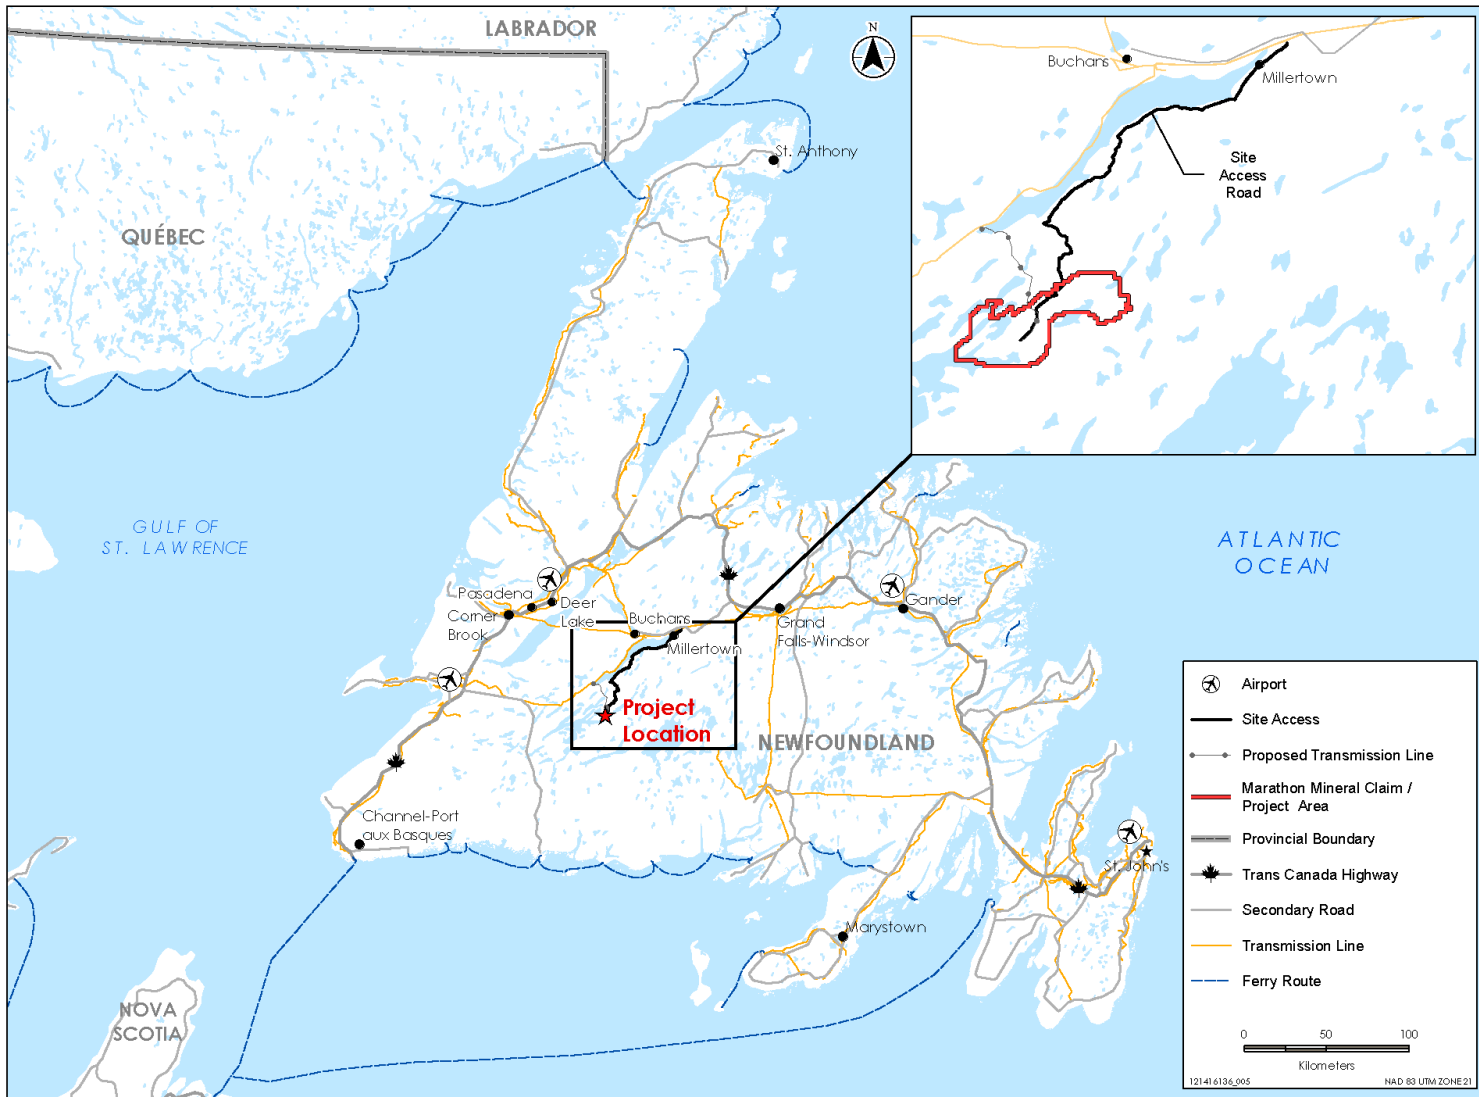 LABRADOR
N
Buchans
Millertown
Site
Access
Road
St. Anthony
QUÉBEC
GULF OF
ST. LAWRENCE
ATLANTIC
OCEAN
Pasadena
Deer
Lake
Corner
Brook
Buchans
Millertown
Grand
Falls-Windsor
Gander
Project
Location
NEWFOUNDLAND
Channel-Port
aux Basques
St. John's
Marystown
NOVA
SCOTIA
Airport
Site Access
Proposed Transmission Line
Marathon Mineral Claim /
Project Area
Provincial Boundary
Trans Canada Highway
Secondary Road
Transmission Line
Ferry Route
0 50 100
Kilometers
121416136_005 NAD 83 UTM ZONE 21